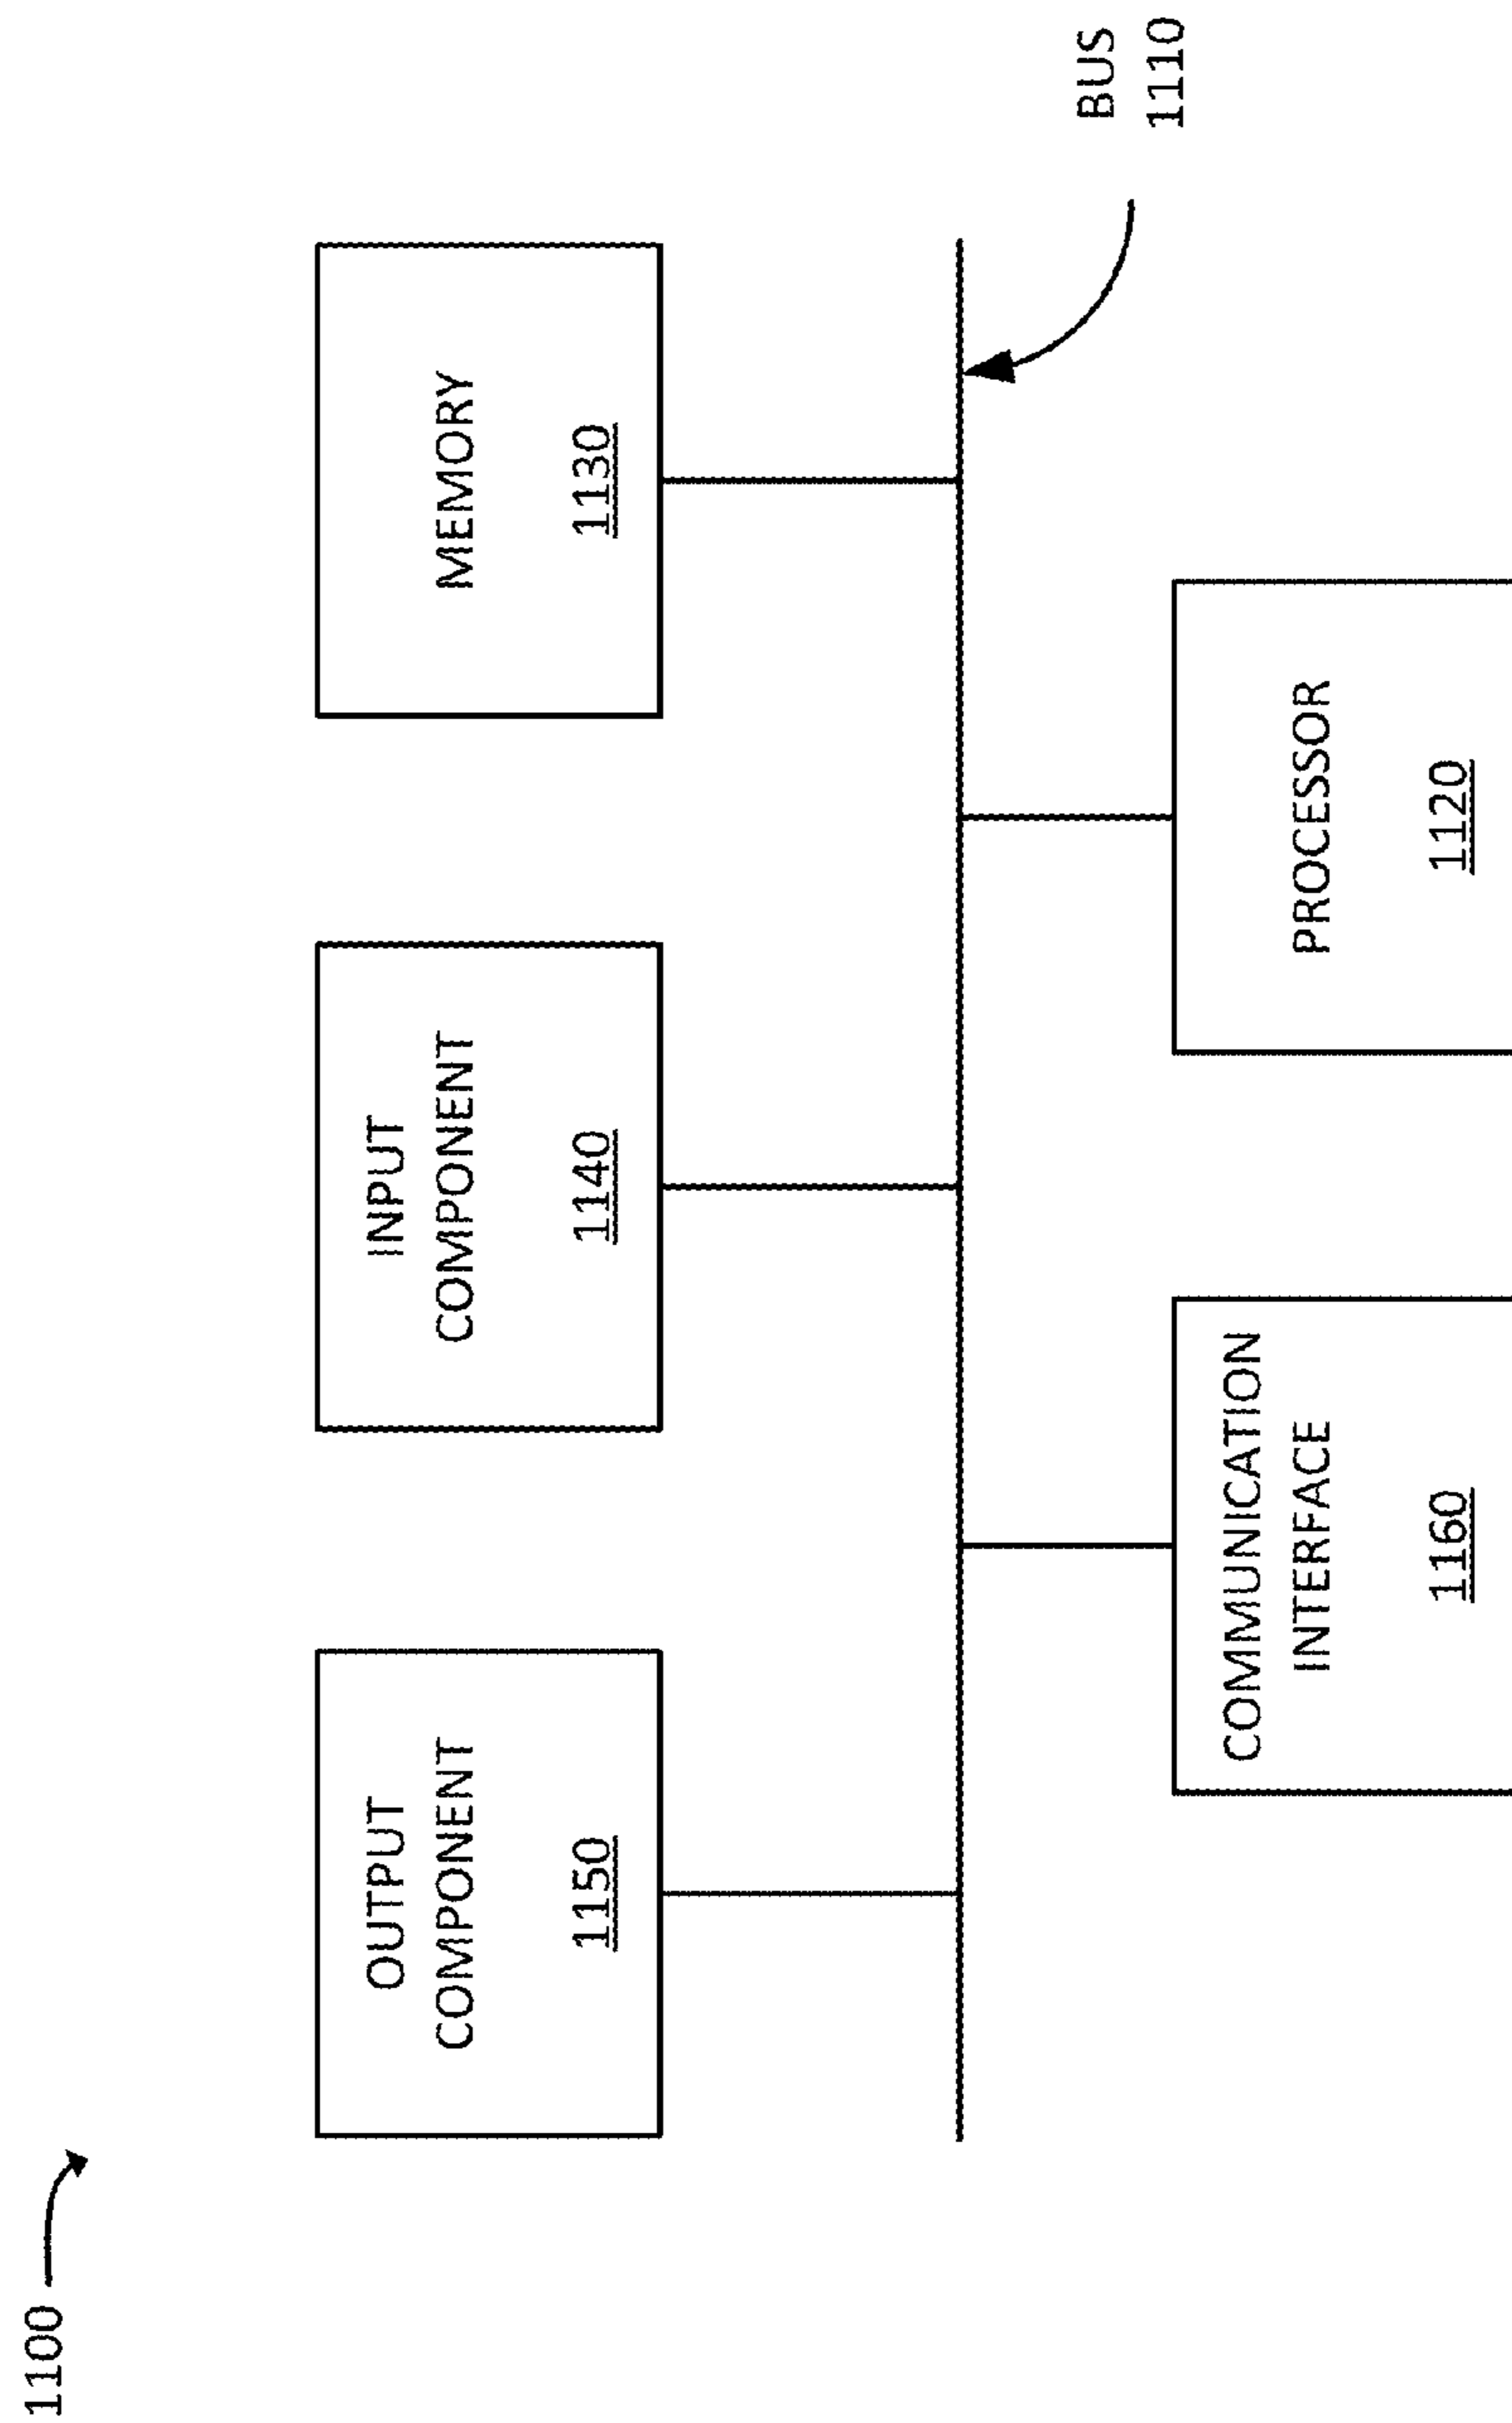 1100
OUTPUT
COMPONENT
1150
INPUT
COMPONENT
1140
MEMORY
1130
BUS
1110
COMMUNICATION
INTERFACE
1160
PROCESSOR
1120